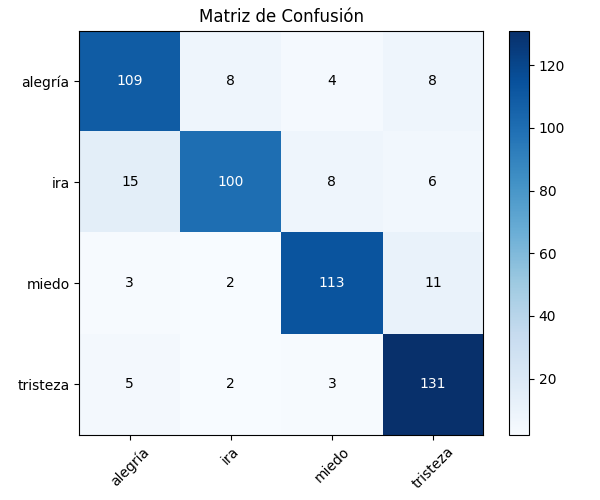 Matriz de Confusión
alegría 109 8 4 8
ira 15 100 8 6
miedo 3 2 113 11
tristeza 5 2 3 131
alegría ira miedo tristeza
120
100
80
60
40
20